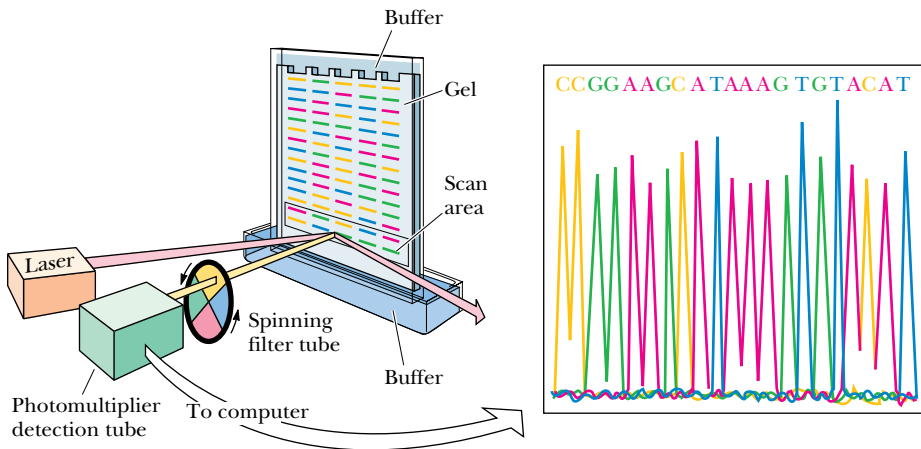 Buffer
Gel
Scan
area
Laser
Spinning
filter tube
Buffer
Photomultiplier
detection tube
To computer
CCGGAAGCATAAAGTGTACAT